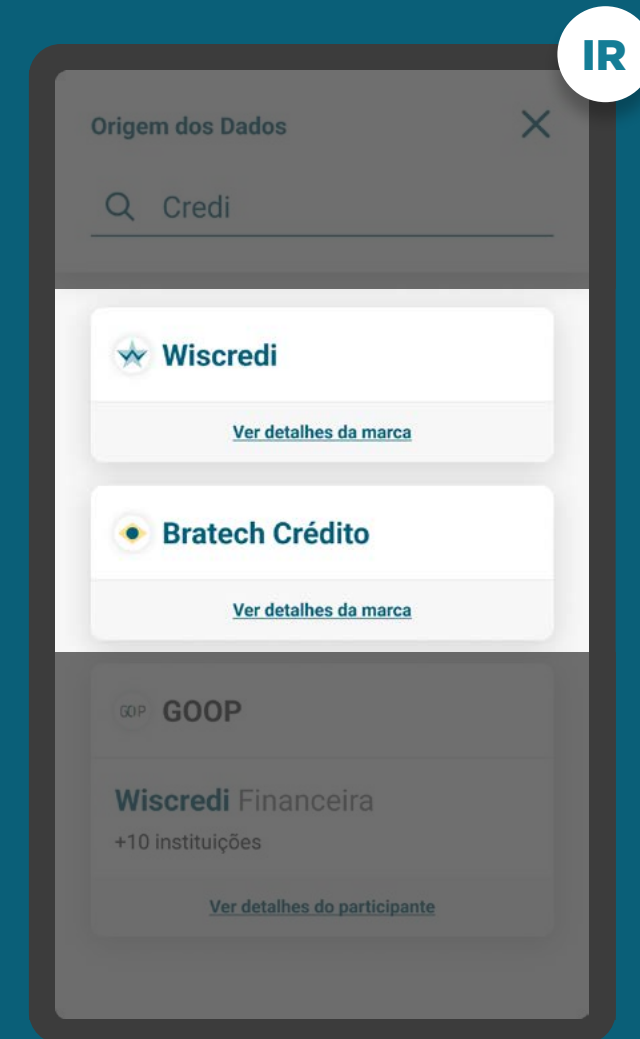 IR
Origem dos Dados
Credi
Wiscredi
Ver detalhes da marca
Bratech Crédito
Ver detalhes da marca
GOOP GOOP
Wiscredi Financeira
+10 instituições
Ver detalhes do participante